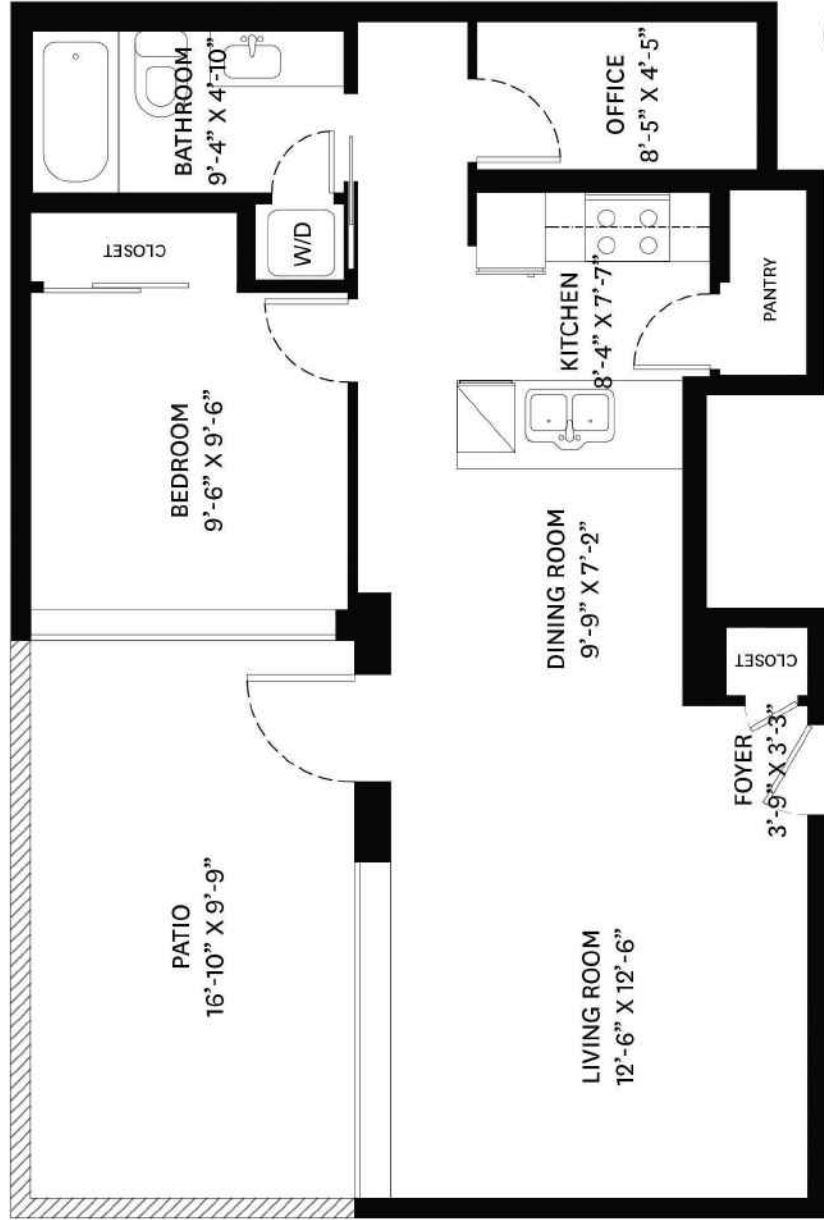 BATHROOM
9’-4” X 4’-10”
OFFICE
8’-5” X 4’-5”
CLOSET
W/D
KITCHEN
8’-4” X 7’-7”
PANTRY
BEDROOM
9’-6” X 9’-6”
DINING ROOM
9’-9” X 7’-2”
CLOSET
FOYER
3’-9” X 3’-3”
PATIO
16’-10” X 9’-9”
LIVING ROOM
12’-6” X 12’-6”